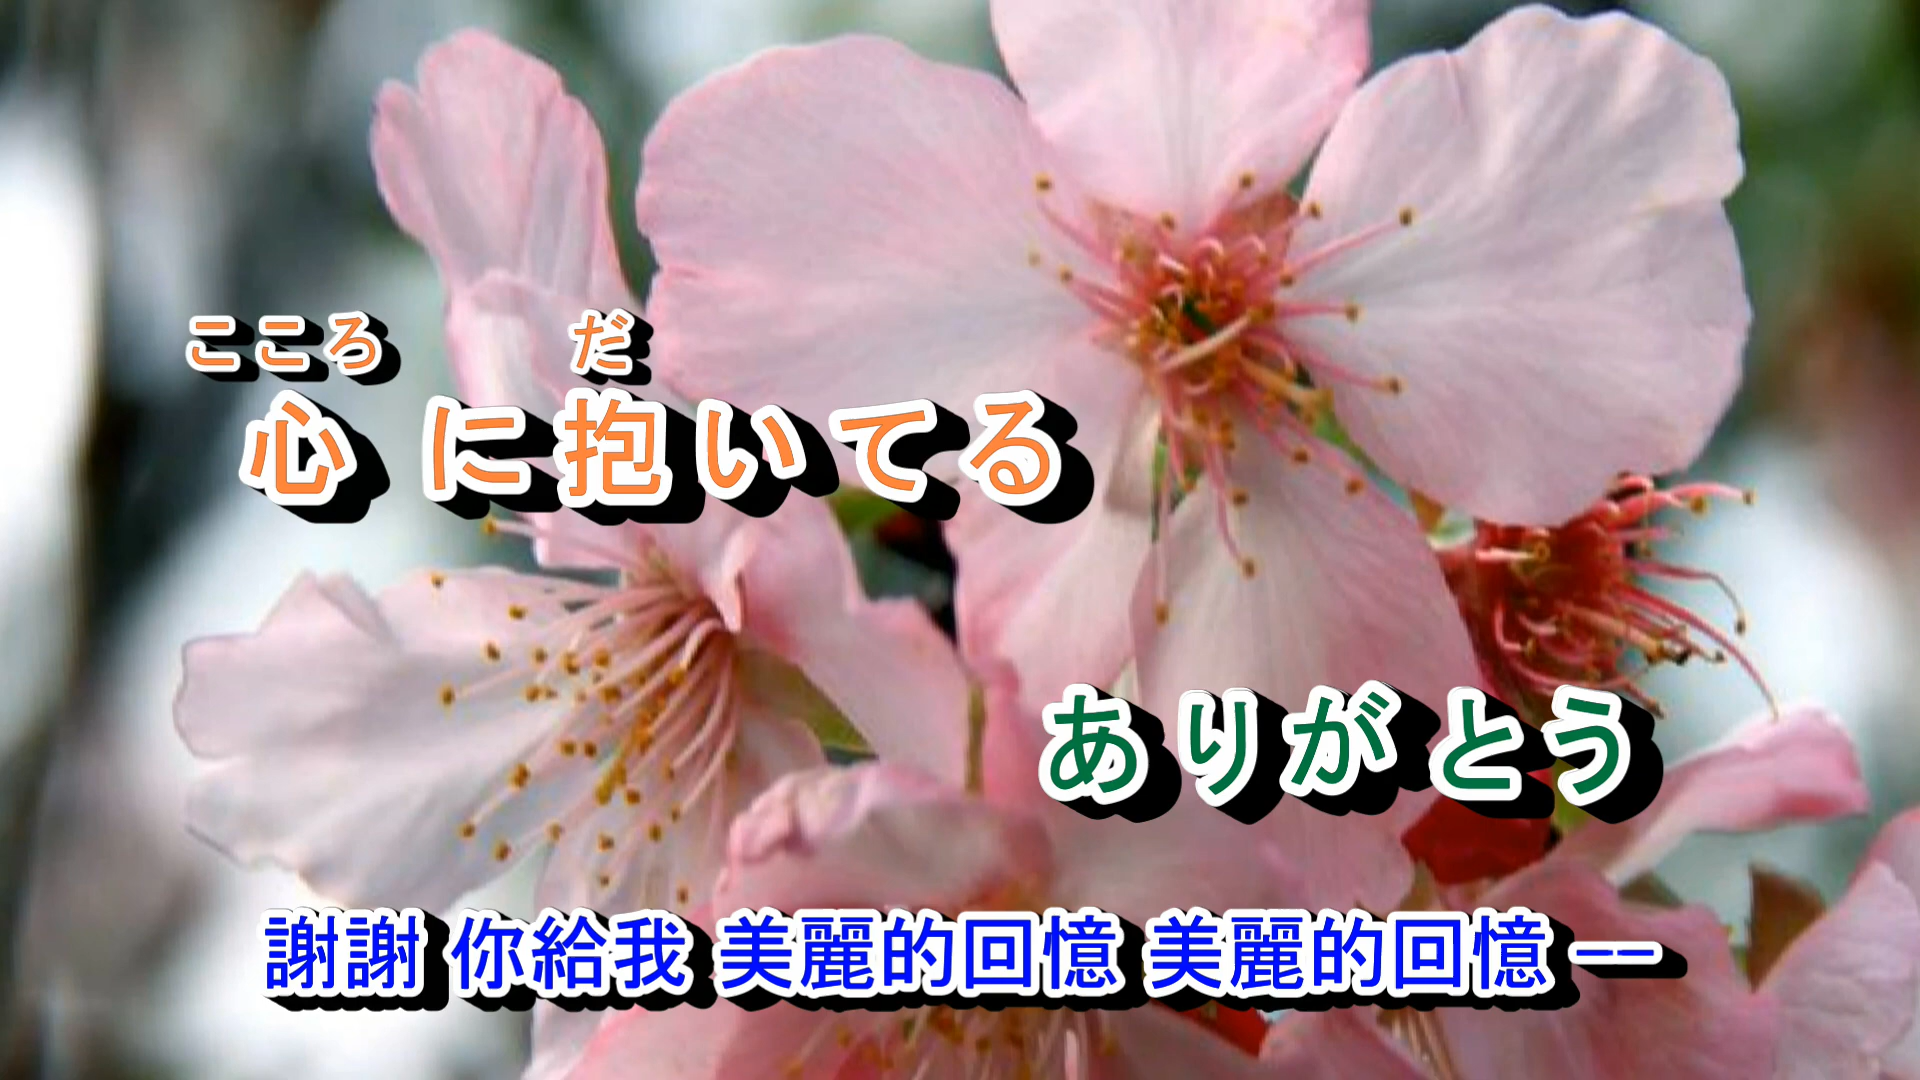 こころ だ
心に抱いてる
ありがとう
謝謝 你給我 美麗的回憶 美麗的回憶 --